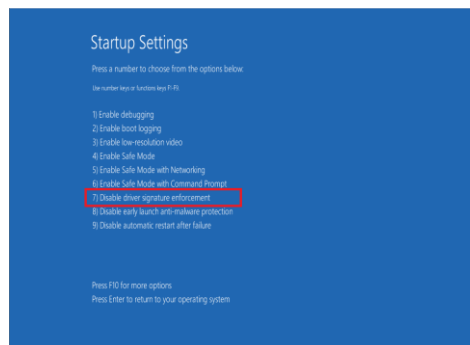 Startup Settings
Press a number to choose from the options below:
Use number keys or functions keys F1-F9.
1) Enable debugging
2) Enable boot logging
3) Enable low-resolution video
4) Enable Safe Mode
5) Enable Safe Mode with Networking
6) Enable Safe Mode with Command Prompt
7) Disable driver signature enforcement
8) Disable early launch anti-malware protection
9) Disable automatic restart after failure
Press F10 for more options
Press Enter to return to your operating system